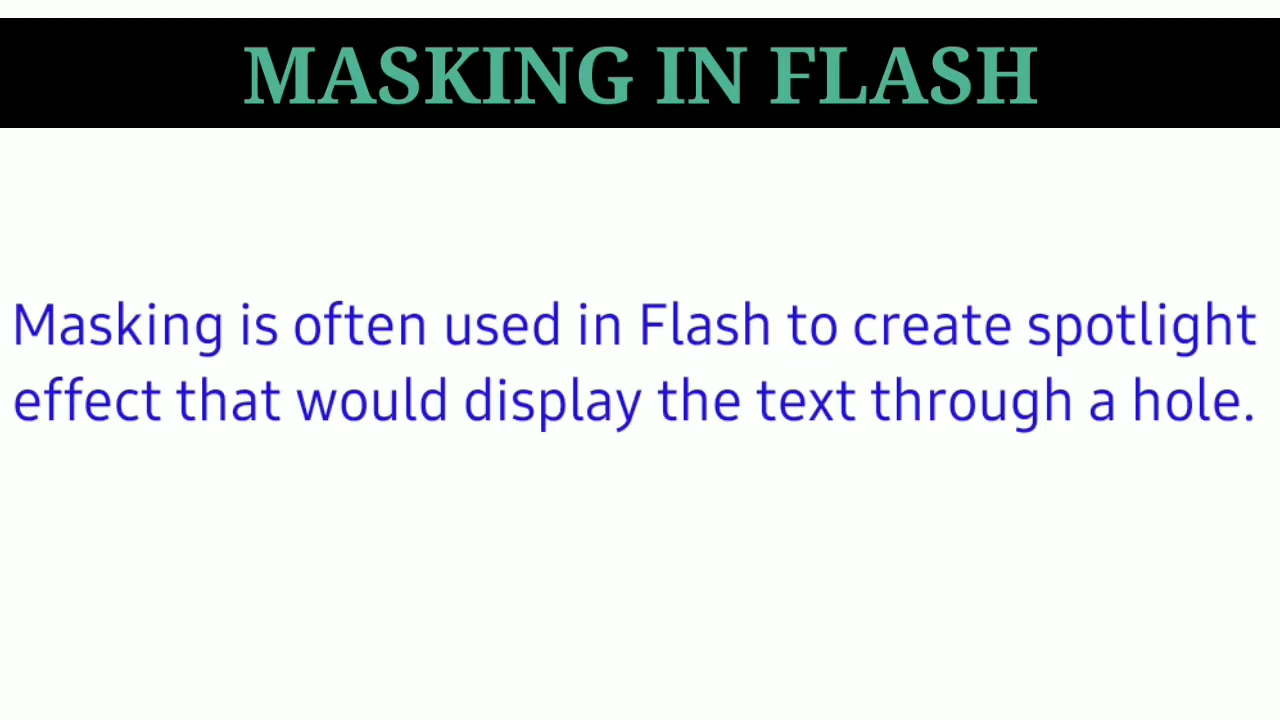 MASKING IN FLASH
Masking is often used in Flash to create spotlight
effect that would display the text through a hole.